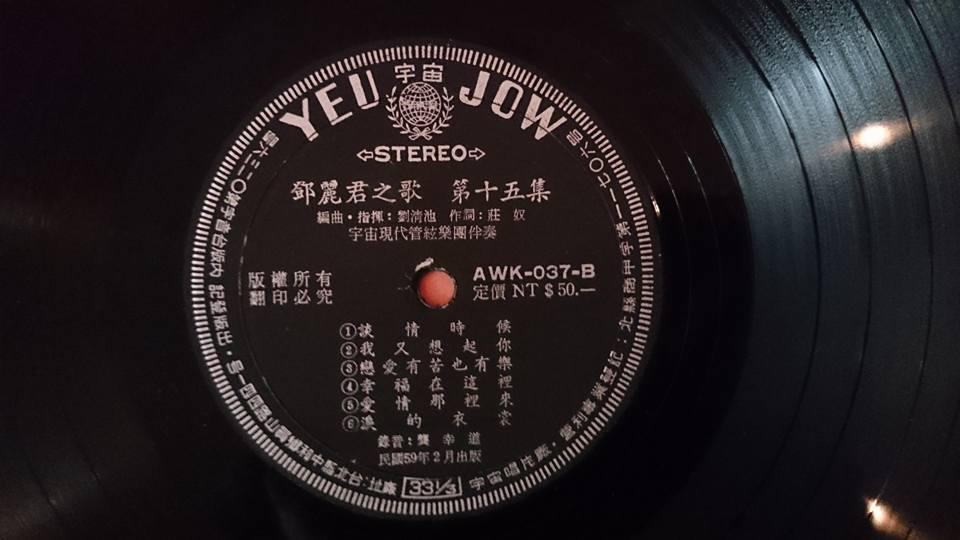 宇宙
YEU JOW
STEREO
鄧麗君之歌 第十五集
編曲・指揮：劉清池 作詞：莊 奴
宇宙現代管絃樂團伴奏
版權所有
翻印必究
AWK-037-B
定價 NT $50.—
①談情時候
②我又想起你
③戀愛有苦也有樂
④幸福在這裡
⑤愛情那裡來
⑥淚的衣裳
錄音：龔幸道
民國59年2月出版
33⅓
宇宙唱片廠